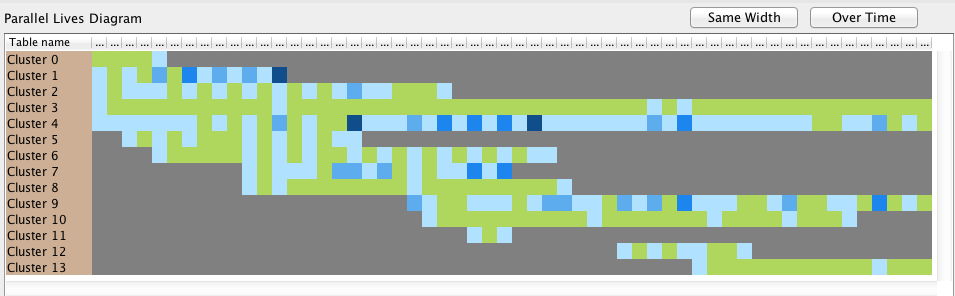 Parallel Lives Diagram
Same Width
Over Time
Table name ... ... ... ... ... ... ... ... ... ... ... ... ... ... ... ... ... ... ... ... ... ... ... ... ... ... ... ... ... ... ... ... ... ... ... ... ... ... ... ... ... ... ... ... ... ... ... ... ... ... ... ... ... ... ... ...
Cluster 0
Cluster 1
Cluster 2
Cluster 3
Cluster 4
Cluster 5
Cluster 6
Cluster 7
Cluster 8
Cluster 9
Cluster 10
Cluster 11
Cluster 12
Cluster 13